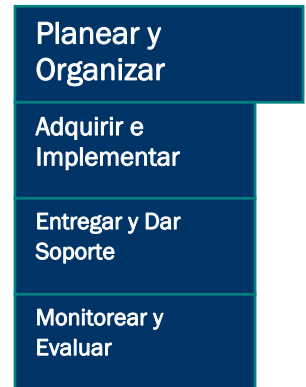 Planear y
Organizar
Adquirir e
Implementar
Entregar y Dar
Soporte
Monitorear y
Evaluar